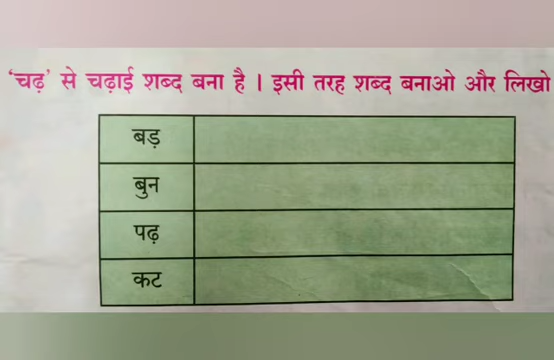 ‘चढ़’ से चढ़ाई शब्द बना है । इसी तरह शब्द बनाओ और लिखो
बड़
बुन
पढ़
कट